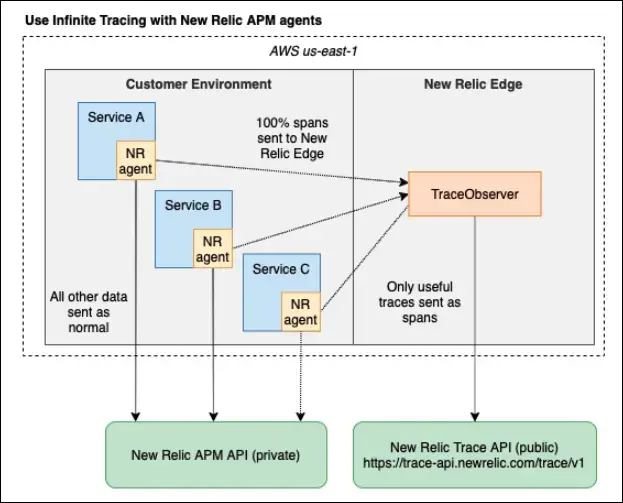 Use Infinite Tracing with New Relic APM agents
AWS us-east-1
Customer Environment
New Relic Edge
Service A
NR
agent
100% spans
sent to New
Relic Edge
TraceObserver
Service B
NR
agent
Service C
NR
agent
All other data
sent as
normal
Only useful
traces sent as
spans
New Relic APM API (private)
New Relic Trace API (public)
https://trace-api.newrelic.com/trace/v1